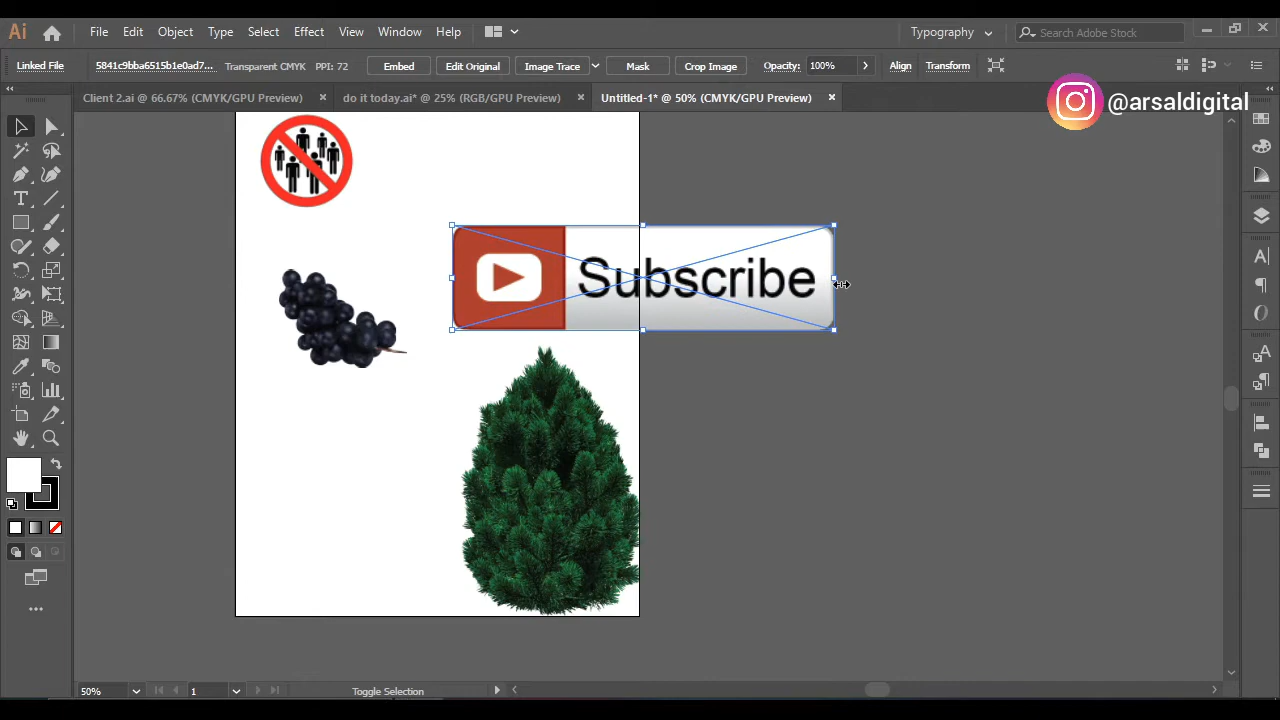 Ai File Edit Object Type Select Effect View Window Help Typography Search Adobe Stock
Linked File 5841c9bba6515b1e0ad7... Transparent CMYK PPI: 72 Embed Edit Original Image Trace Mask Crop Image Opacity: 100% Align Transform
Client 2.ai @ 66.67% (CMYK/GPU Preview) do it today.ai* @ 25% (RGB/GPU Preview) Untitled-1* @ 50% (CMYK/GPU Preview)
@arsaldigital
Subscribe
50% 1 Toggle Selection